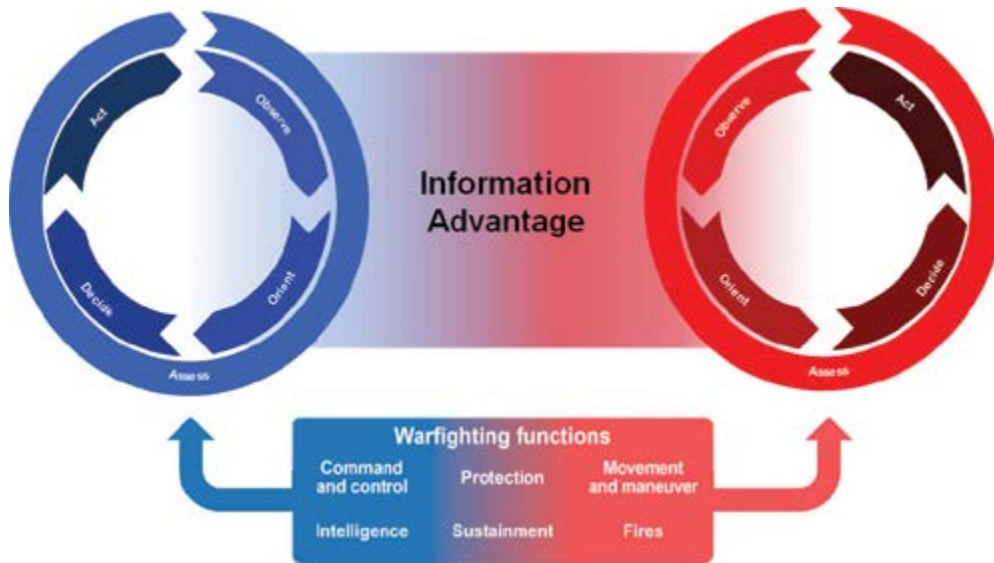 Act
Observe
Decide
Orient
Assess
Information
Advantage
Observe
Act
Orient
Decide
Assess
Warfighting functions
Command
and control
Protection
Movement
and maneuver
Intelligence
Sustainment
Fires